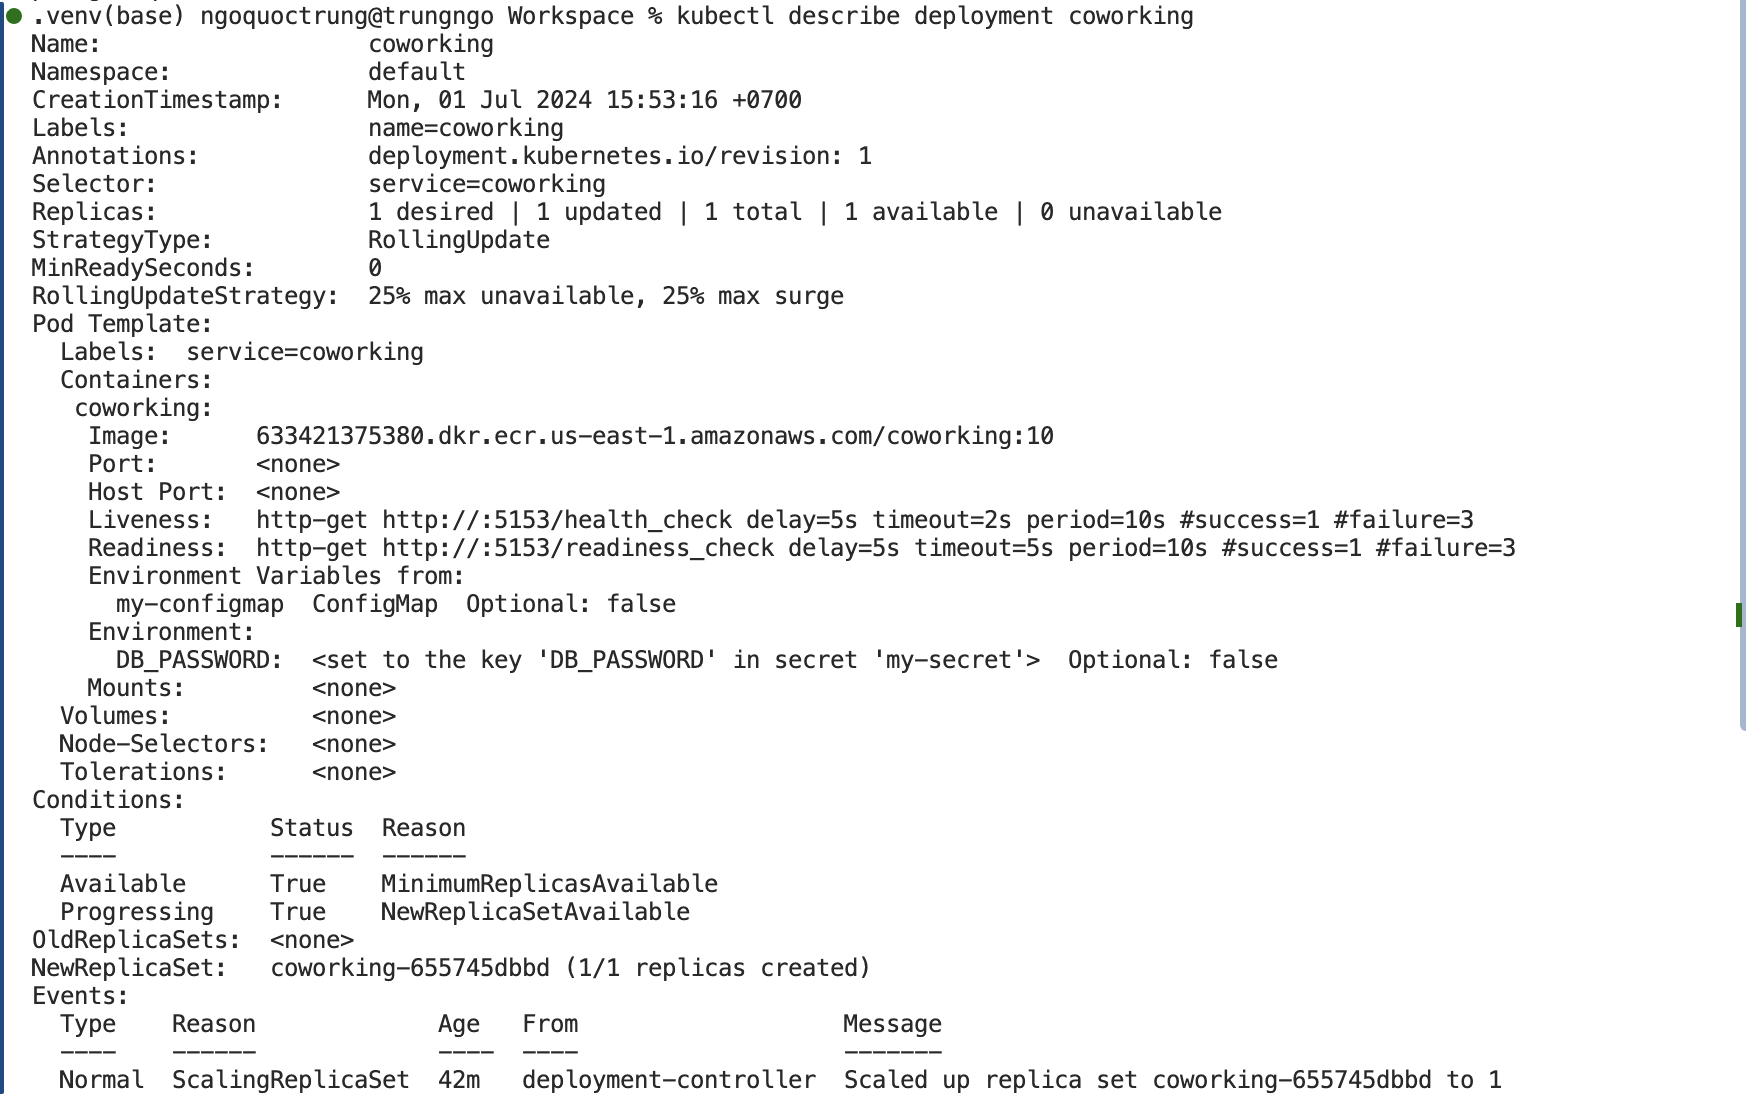 .venv(base) ngoquoctrung@trungngo Workspace % kubectl describe deployment coworking
Name:                   coworking
Namespace:              default
CreationTimestamp:      Mon, 01 Jul 2024 15:53:16 +0700
Labels:                 name=coworking
Annotations:            deployment.kubernetes.io/revision: 1
Selector:               service=coworking
Replicas:               1 desired | 1 updated | 1 total | 1 available | 0 unavailable
StrategyType:           RollingUpdate
MinReadySeconds:        0
RollingUpdateStrategy:  25% max unavailable, 25% max surge
Pod Template:
  Labels:  service=coworking
  Containers:
   coworking:
    Image:      633421375380.dkr.ecr.us-east-1.amazonaws.com/coworking:10
    Port:       <none>
    Host Port:  <none>
    Liveness:   http-get http://:5153/health_check delay=5s timeout=2s period=10s #success=1 #failure=3
    Readiness:  http-get http://:5153/readiness_check delay=5s timeout=5s period=10s #success=1 #failure=3
    Environment Variables from:
      my-configmap  ConfigMap  Optional: false
    Environment:
      DB_PASSWORD:  <set to the key 'DB_PASSWORD' in secret 'my-secret'>  Optional: false
    Mounts:         <none>
  Volumes:          <none>
  Node-Selectors:   <none>
  Tolerations:      <none>
Conditions:
  Type           Status  Reason
  ----           ------  ------
  Available      True    MinimumReplicasAvailable
  Progressing    True    NewReplicaSetAvailable
OldReplicaSets:  <none>
NewReplicaSet:   coworking-655745dbbd (1/1 replicas created)
Events:
  Type    Reason             Age   From                   Message
  ----    ------             ----  ----                   -------
  Normal  ScalingReplicaSet  42m   deployment-controller  Scaled up replica set coworking-655745dbbd to 1